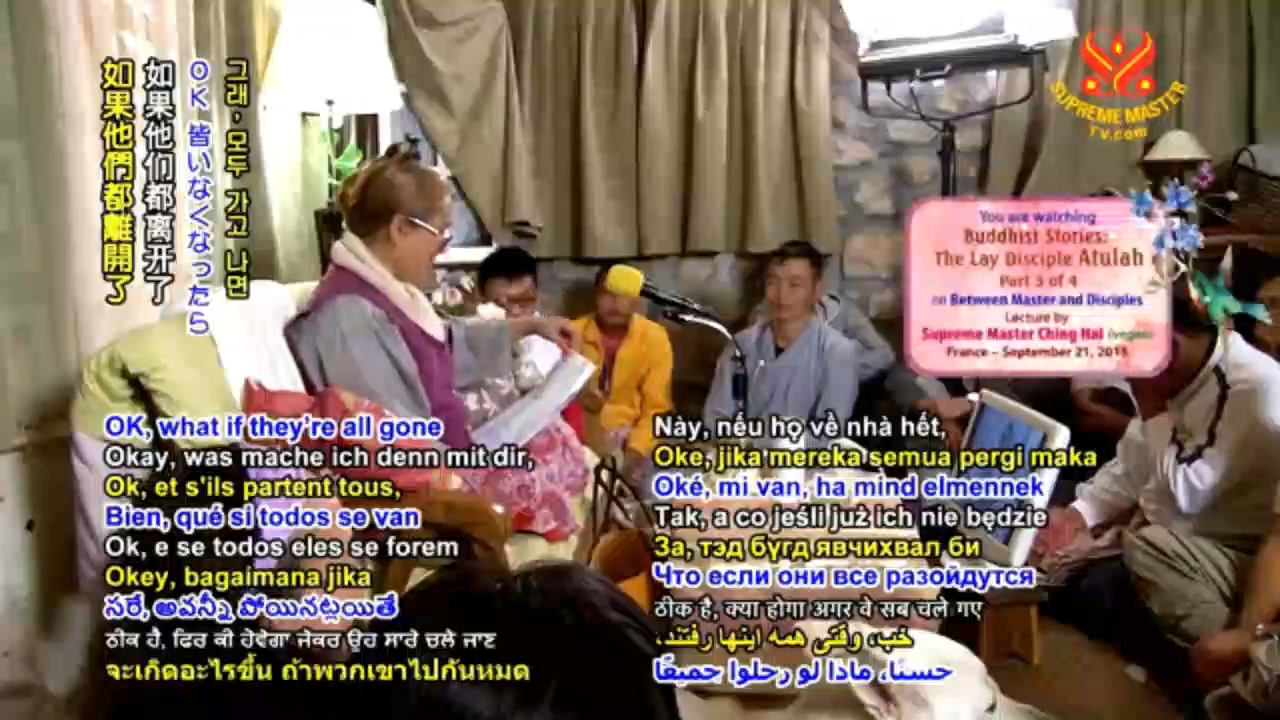 如果他們都離開了
如果他们都离开了
OK 皆いなくなったら
그래, 모두 가고 나면
SUPREME MASTER
TV.com
You are watching
Buddhist Stories:
The Lay Disciple Atulah
Part 3 of 4
on Between Master and Disciples
Lecture by
Supreme Master Ching Hai (vegan)
France – September 21, 2015
OK, what if they're all gone
Okay, was mache ich denn mit dir,
Ok, et s'ils partent tous,
Bien, qué si todos se van
Ok, e se todos eles se forem
Okey, bagaimana jika
సరే, అవన్నీ పోయినట్లయితే
ਠੀਕ ਹੈ, ਫਿਰ ਕੀ ਹੋਵੇਗਾ ਜੇਕਰ ਉਹ ਸਾਰੇ ਚਲੇ ਜਾਣ
จะเกิดอะไรขึ้น ถ้าพวกเขาไปกันหมด
Này, nếu họ về nhà hết,
Oke, jika mereka semua pergi maka
Oké, mi van, ha mind elmennek
Tak, a co jeśli już ich nie będzie
За, тэд бүгд явчихвал би
Что если они все разойдутся
ठीक है, क्या होगा अगर वे सब चले गए
خب، وقتی همه اینها رفتند،
حسنًا، ماذا لو رحلوا جميعًا